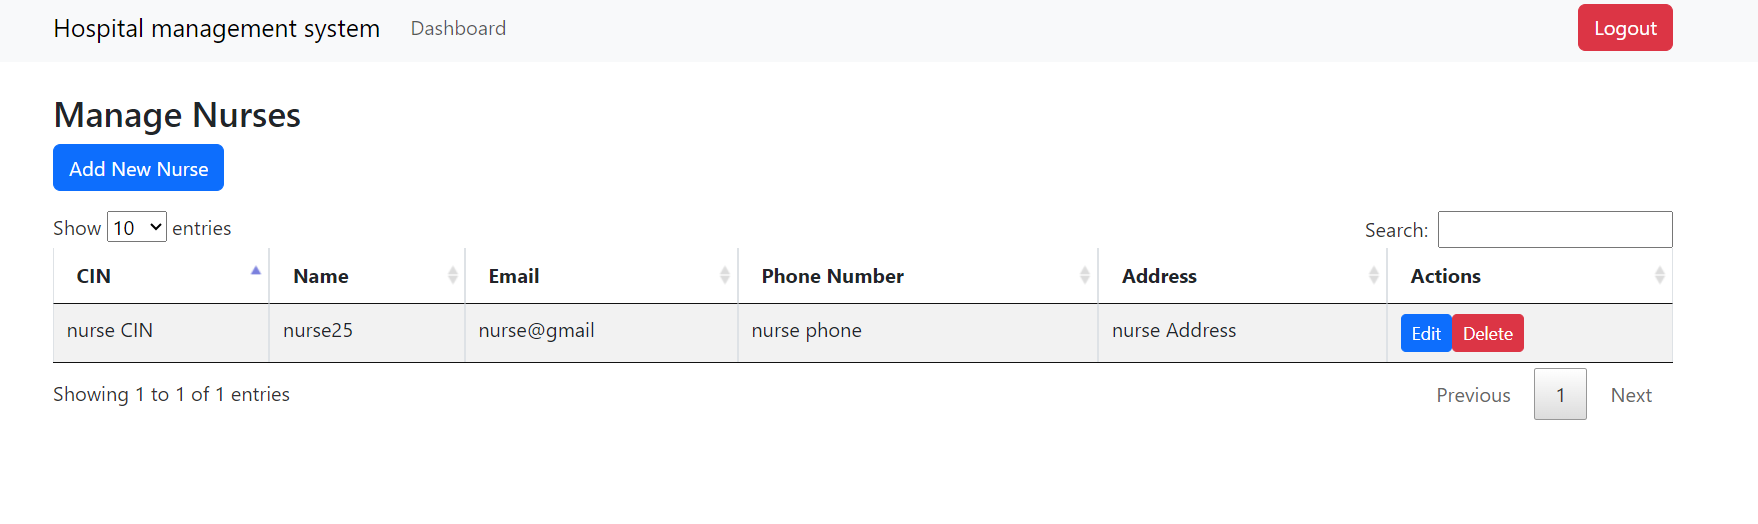 Hospital management system Dashboard Logout
Manage Nurses
Add New Nurse
Show 10 entries Search:
CIN Name Email Phone Number Address Actions
nurse CIN nurse25 nurse@gmail nurse phone nurse Address Edit Delete
Showing 1 to 1 of 1 entries Previous 1 Next